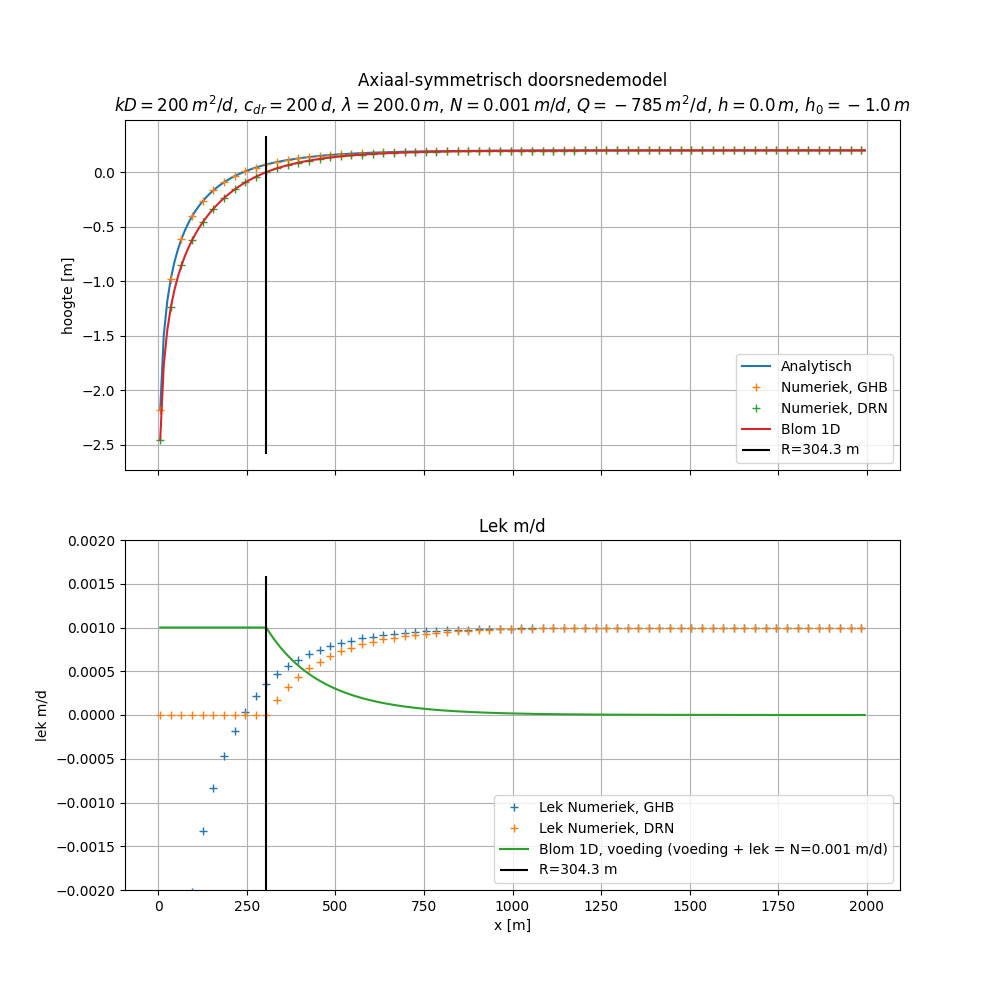 Axiaal-symmetrisch doorsnedemodel
kD = 200 m²/d, c_dr = 200 d, λ = 200.0 m, N = 0.001 m/d, Q = −785 m²/d, h = 0.0 m, h₀ = −1.0 m
0.0
−0.5
−1.0
−1.5
−2.0
−2.5
hoogte [m]
Analytisch
Numeriek, GHB
Numeriek, DRN
Blom 1D
R=304.3 m
Lek m/d
0.0020
0.0015
0.0010
0.0005
0.0000
−0.0005
−0.0010
−0.0015
−0.0020
lek m/d
Lek Numeriek, GHB
Lek Numeriek, DRN
Blom 1D, voeding (voeding + lek = N=0.001 m/d)
R=304.3 m
0 250 500 750 1000 1250 1500 1750 2000
x [m]